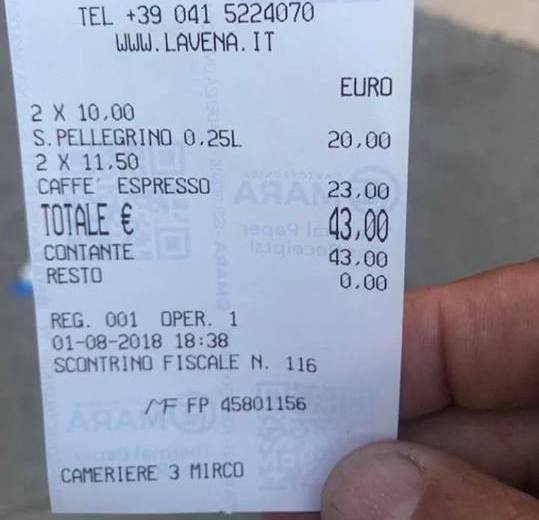 TEL +39 041 5224070
WWW.LAVENA.IT
EURO
2 X 10,00
S.PELLEGRINO 0,25L 20,00
2 X 11,50
CAFFE' ESPRESSO 23,00
TOTALE € 43,00
CONTANTE 43,00
RESTO 0,00
REG. 001 OPER. 1
01-08-2018 18:38
SCONTRINO FISCALE N. 116
MF FP 45801156
CAMERIERE 3 MIRCO